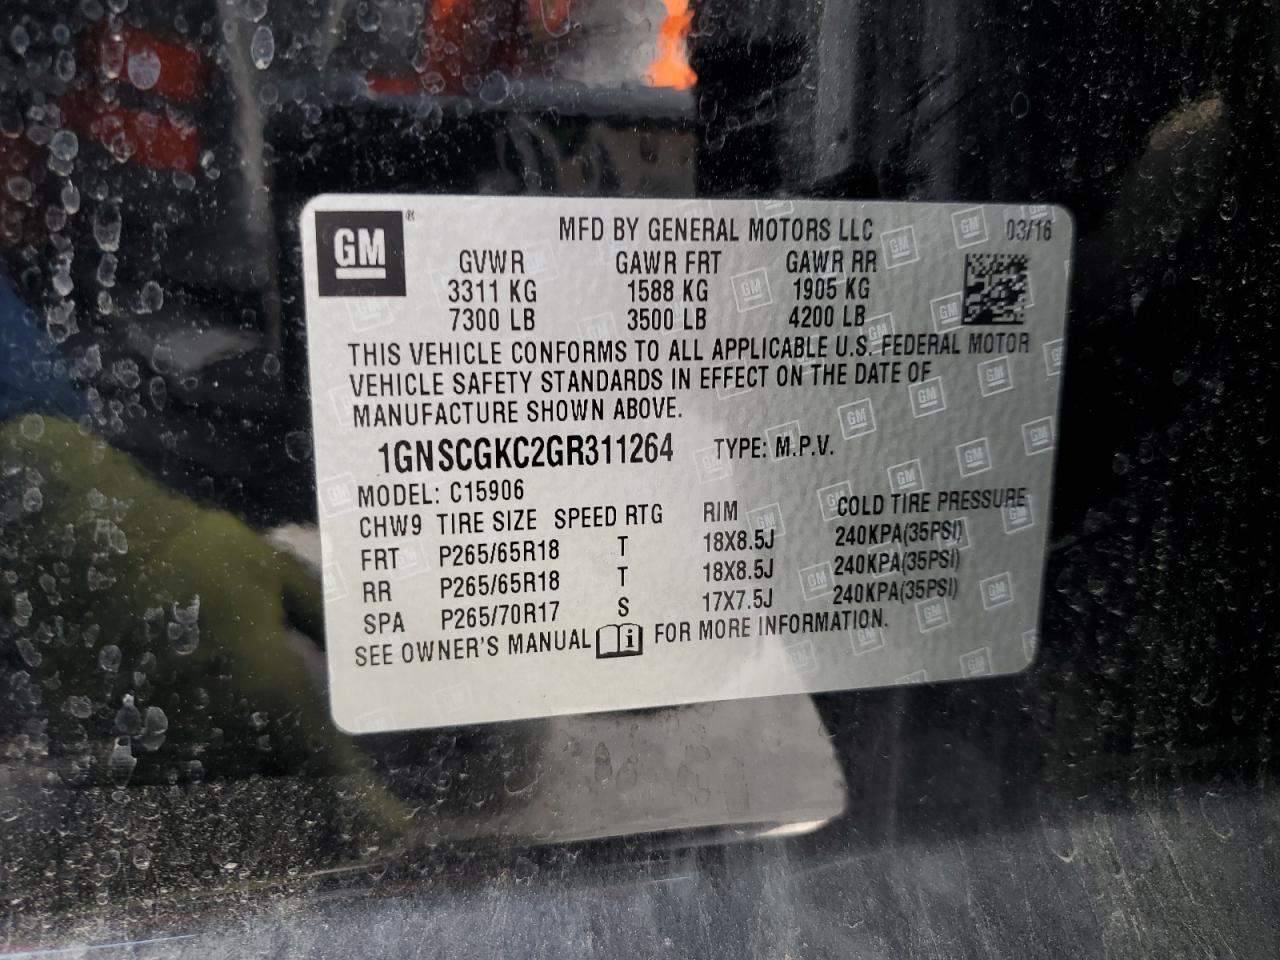 GM ®
MFD BY GENERAL MOTORS LLC 03/16
GVWR GAWR FRT GAWR RR
3311 KG 1588 KG 1905 KG
7300 LB 3500 LB 4200 LB
THIS VEHICLE CONFORMS TO ALL APPLICABLE U.S. FEDERAL MOTOR
VEHICLE SAFETY STANDARDS IN EFFECT ON THE DATE OF
MANUFACTURE SHOWN ABOVE.
1GNSCGKC2GR311264 TYPE: M.P.V.
MODEL: C15906
CHW9 TIRE SIZE SPEED RTG RIM COLD TIRE PRESSURE
FRT P265/65R18 T 18X8.5J 240KPA(35PSI)
RR P265/65R18 T 18X8.5J 240KPA(35PSI)
SPA P265/70R17 S 17X7.5J 240KPA(35PSI)
SEE OWNER'S MANUAL i FOR MORE INFORMATION.